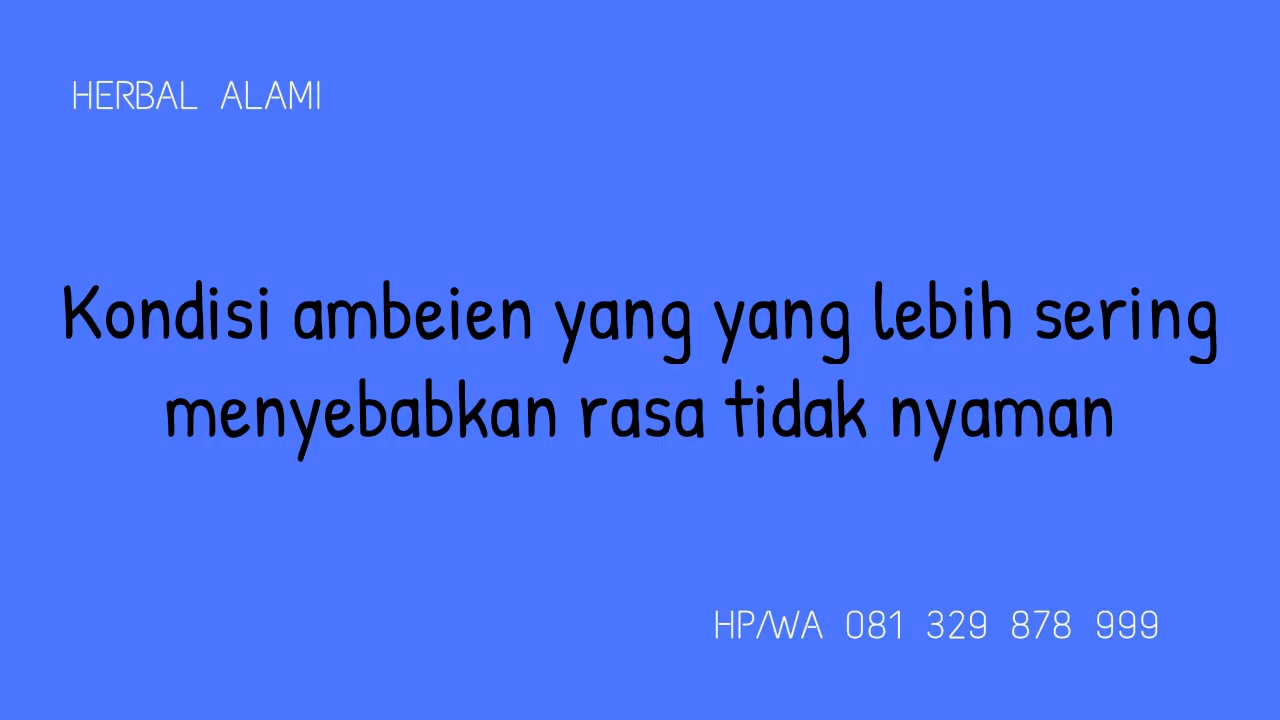 HERBAL ALAMI
Kondisi ambeien yang yang lebih sering
menyebabkan rasa tidak nyaman
HP/WA 081 329 878 999